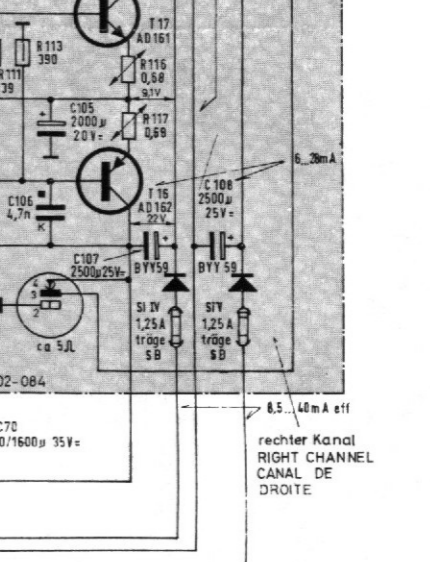 T17
AD161
R113
390
R111
39
R116
0,68
9,1V
C105
2000µ
20V=
R117
0,69
6...28mA
C106
4,7n
K
T16
AD162
22V
C108
2500µ
25V=
C107
2500µ25V=
BYY59
BYY 59
4
3
2
ca 5Ω
Si IV
1,25A
träge
SB
Si V
1,25A
träge
SB
02-084
8,5...40mA eff
C70
0/1600µ 35V=
rechter Kanal
RIGHT CHANNEL
CANAL DE
DROITE